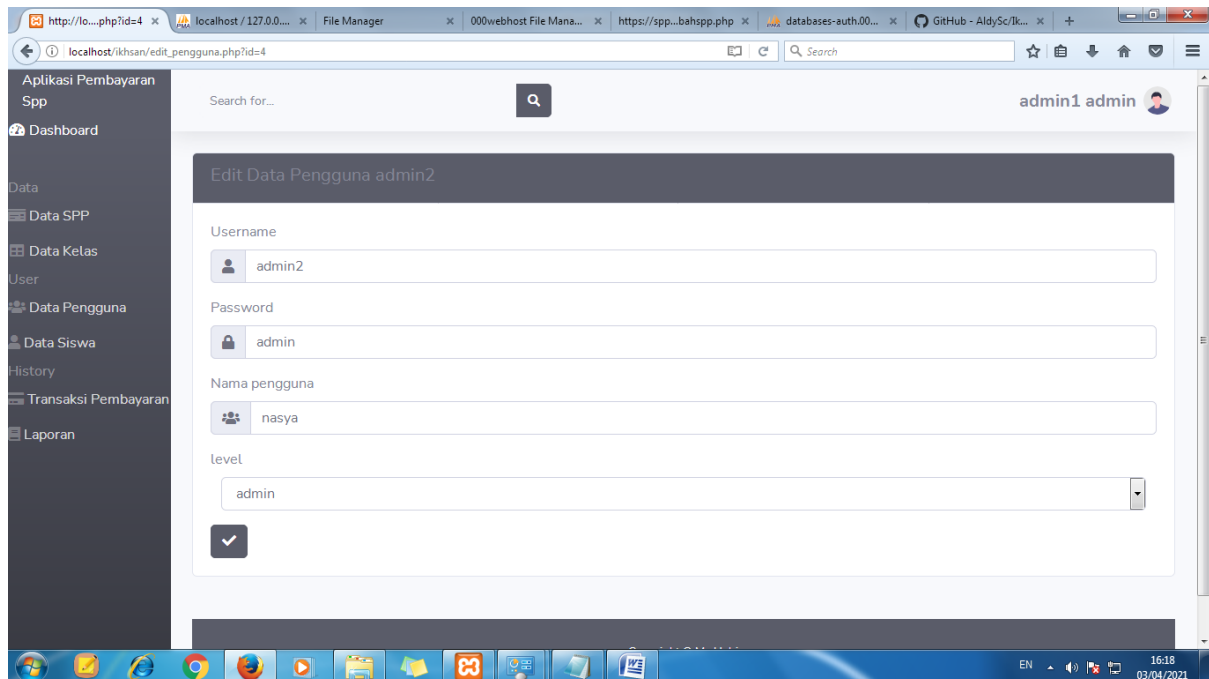 http://lo....php?id=4
localhost / 127.0.0....
File Manager
000webhost File Mana...
https://spp...bahspp.php
databases-auth.00...
GitHub - AldySc/Ik...
localhost/ikhsan/edit_pengguna.php?id=4
Search
Aplikasi Pembayaran
Spp
Dashboard
Data
Data SPP
Data Kelas
User
Data Pengguna
Data Siswa
History
Transaksi Pembayaran
Laporan
Search for...
admin1 admin
Edit Data Pengguna admin2
Username
admin2
Password
admin
Nama pengguna
nasya
level
admin
EN
16:18
03/04/2021